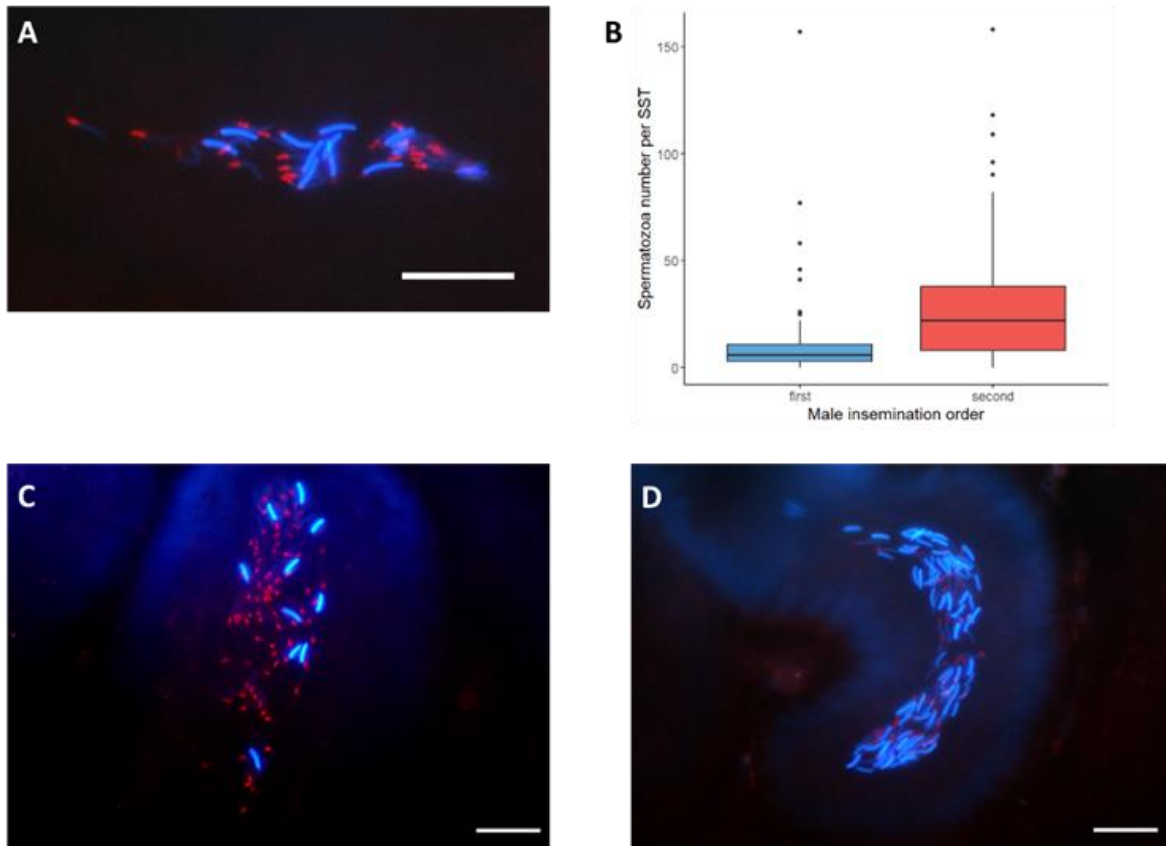 A
B
150
100
50
0
Spermatozoa number per SST
first
second
Male insemination order
C
D